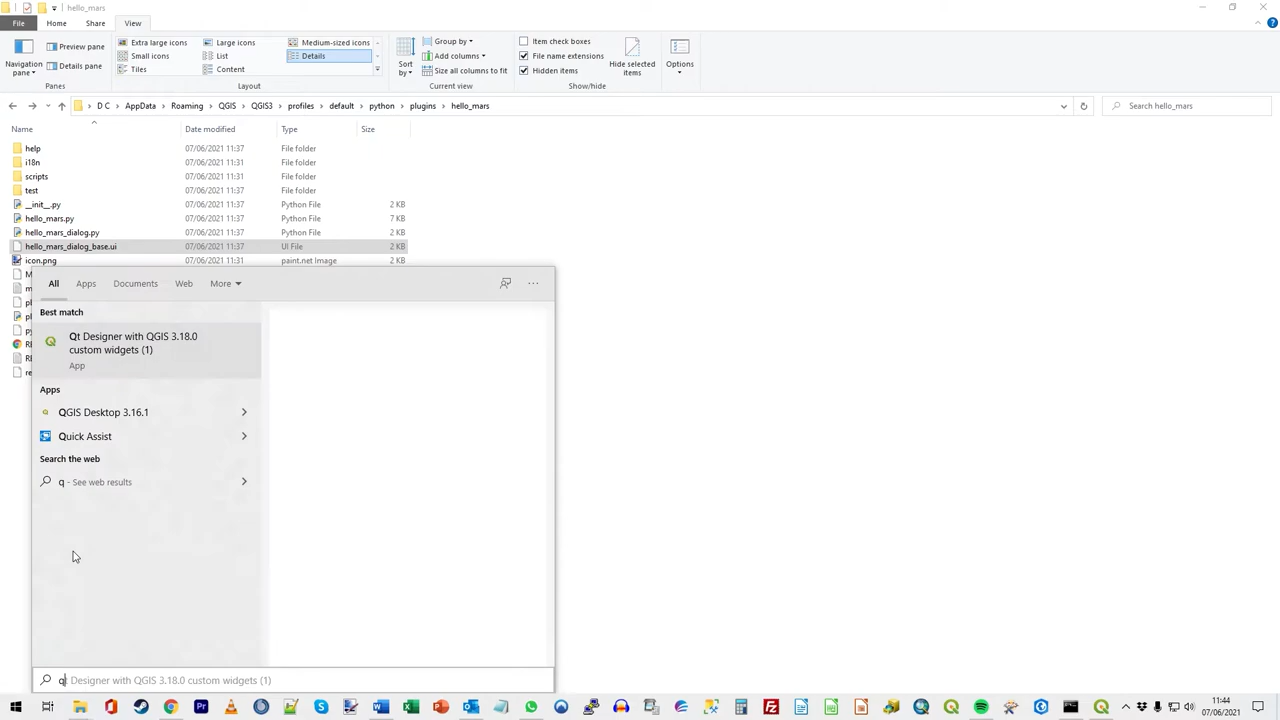 hello_mars
File Home Share View
Navigation pane
Preview pane
Details pane
Panes
Extra large icons
Large icons
Medium-sized icons
Small icons
List
Details
Tiles
Content
Layout
Sort by
Group by
Add columns
Size all columns to fit
Current view
Item check boxes
File name extensions
Hidden items
Hide selected items
Show/hide
Options
D C AppData Roaming QGIS QGIS3 profiles default python plugins hello_mars
Search hello_mars
Name Date modified Type Size
help 07/06/2021 11:37 File folder
i18n 07/06/2021 11:31 File folder
scripts 07/06/2021 11:31 File folder
test 07/06/2021 11:37 File folder
__init__.py 07/06/2021 11:37 Python File 2 KB
hello_mars.py 07/06/2021 11:37 Python File 7 KB
hello_mars_dialog.py 07/06/2021 11:37 Python File 2 KB
hello_mars_dialog_base.ui 07/06/2021 11:37 UI File 2 KB
icon.png 07/06/2021 11:31 paint.net Image 2 KB
All Apps Documents Web More
Best match
Qt Designer with QGIS 3.18.0
custom widgets (1)
App
Apps
QGIS Desktop 3.16.1
Quick Assist
Search the web
q - See web results
q Designer with QGIS 3.18.0 custom widgets (1)
11:44
07/06/2021